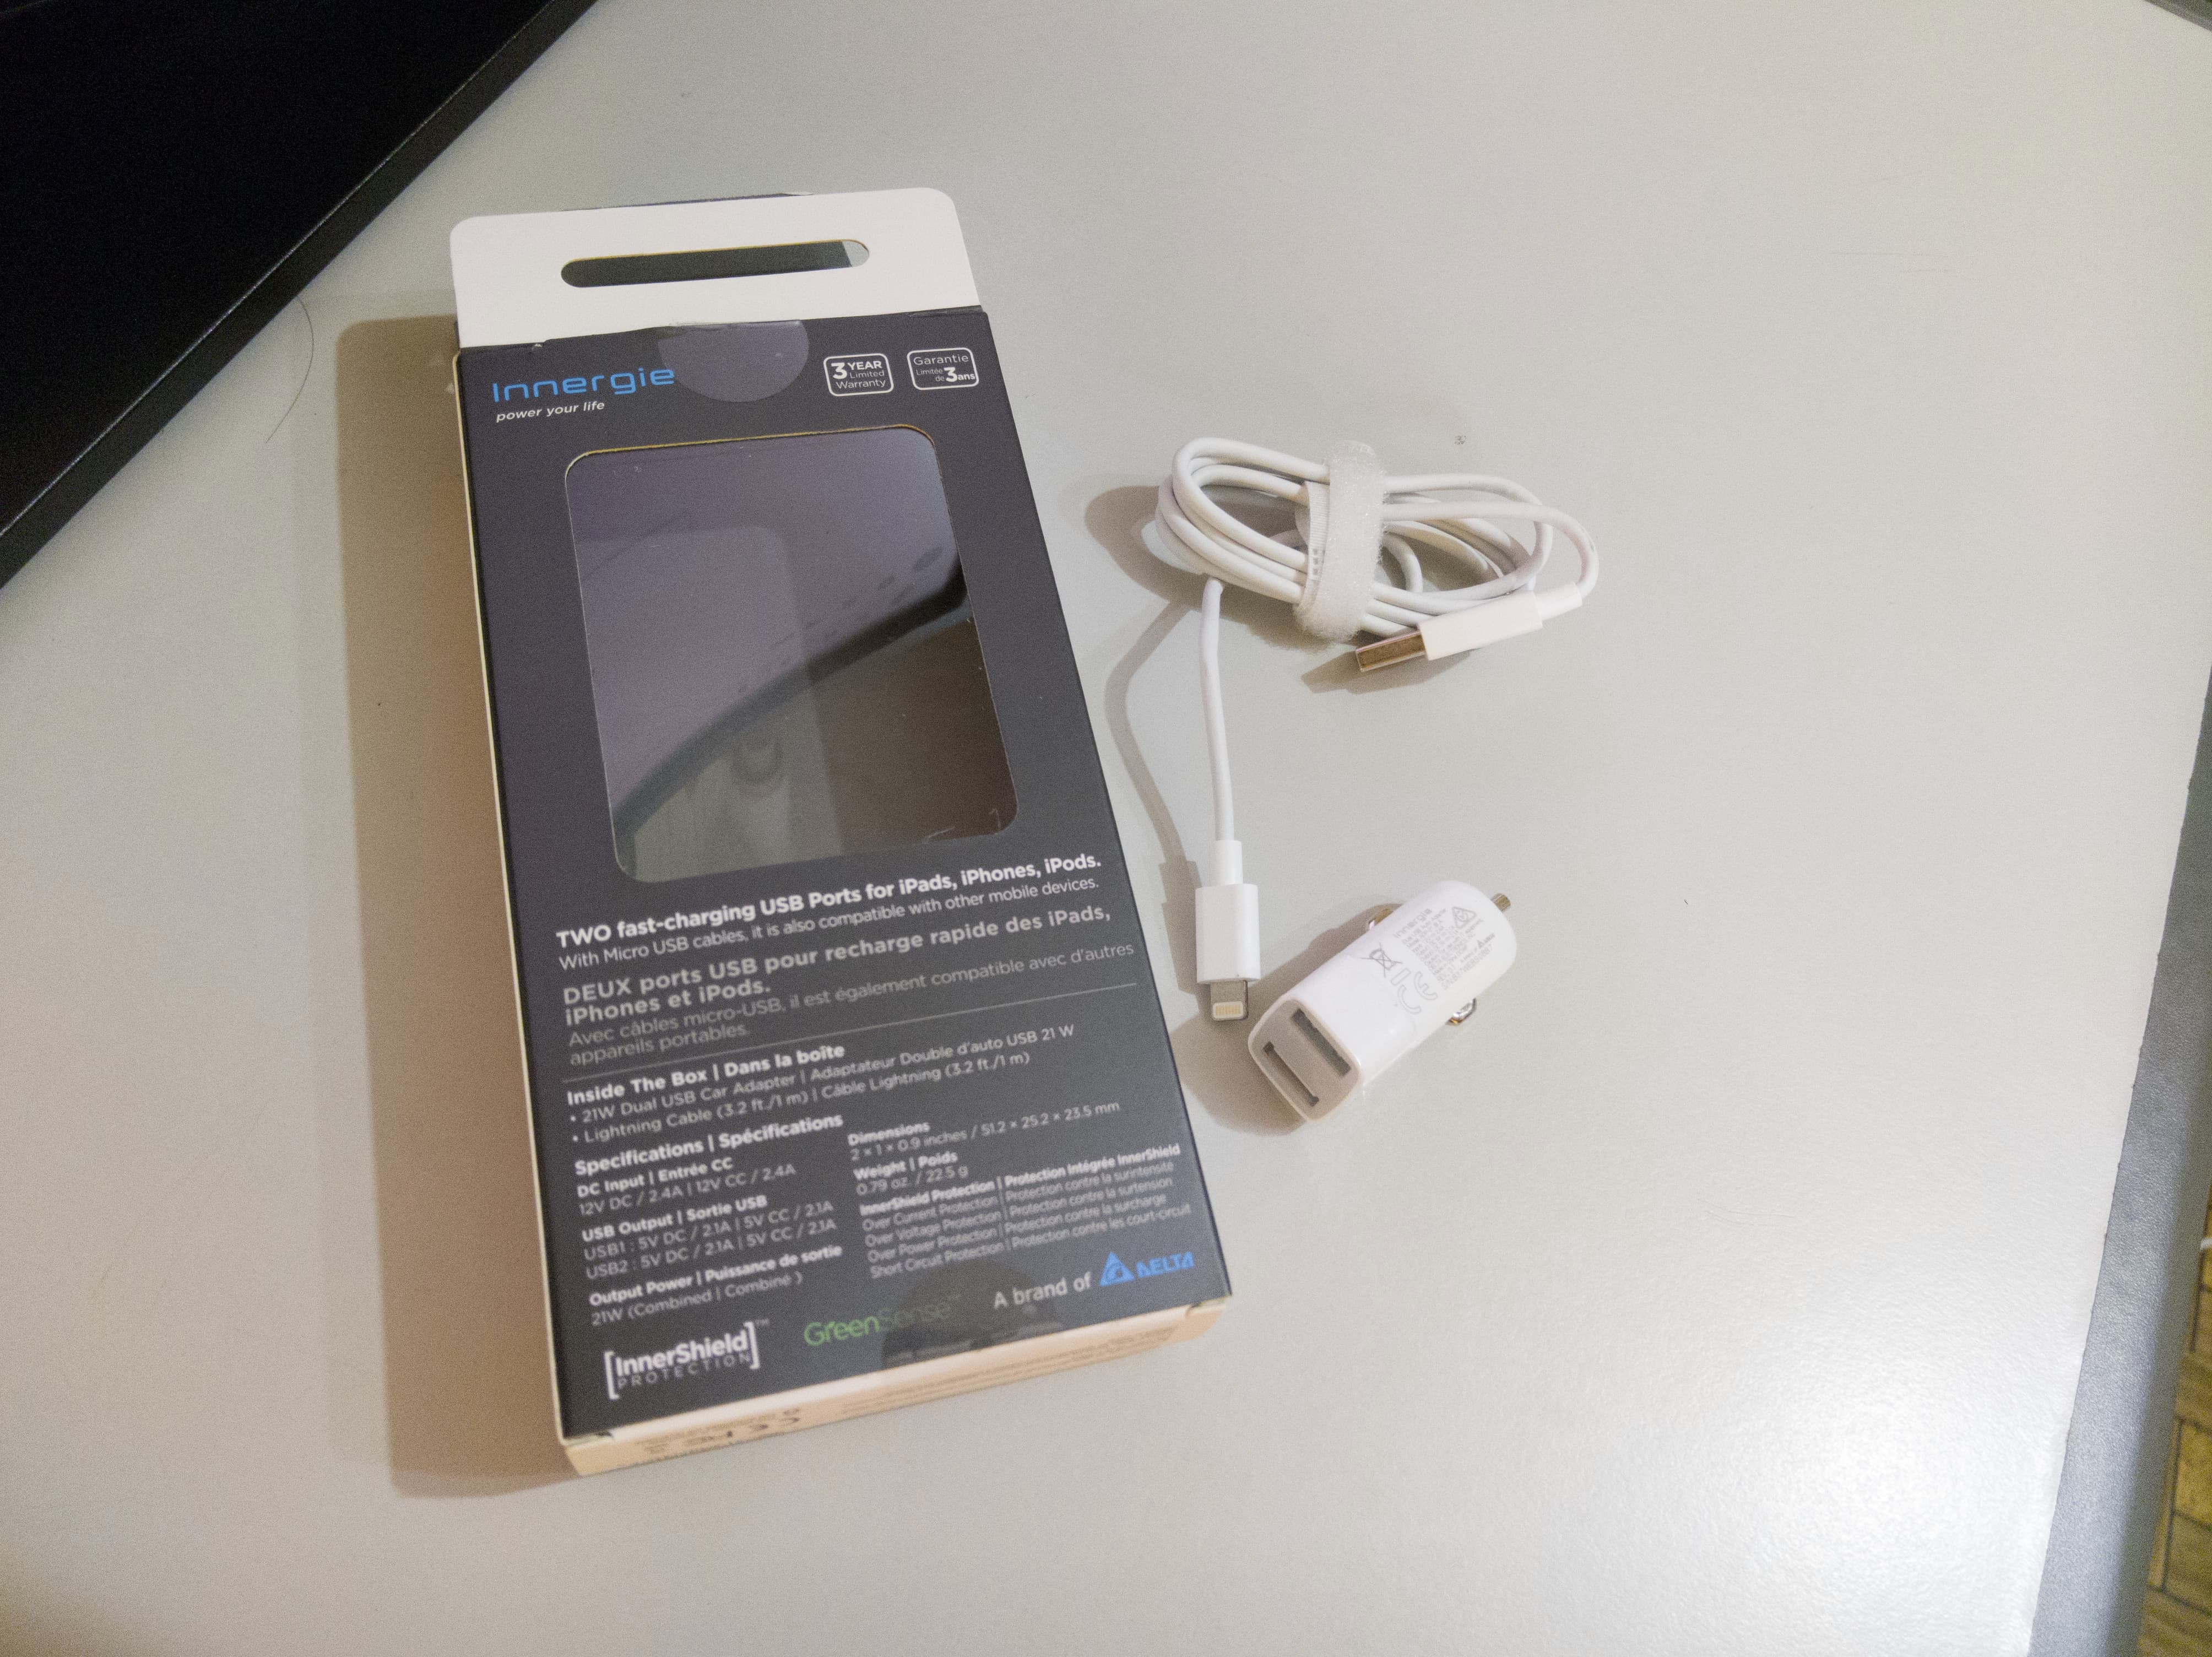 Innergie
power your life
3 YEAR
Limited
Warranty
Garantie
Limitée
de 3 ans
TWO fast-charging USB Ports for iPads, iPhones, iPods.
With Micro USB cables, it is also compatible with other mobile devices.
DEUX ports USB pour recharge rapide des iPads,
iPhones et iPods.
Avec câbles micro-USB, il est également compatible avec d'autres
appareils portables.
Inside The Box | Dans la boîte
• 21W Dual USB Car Adapter | Adaptateur Double d'auto USB 21 W
• Lightning Cable (3.2 ft./1 m) | Câble Lightning (3.2 ft./1 m)
Specifications | Spécifications
DC Input | Entrée CC
12V DC / 2.4A | 12V CC / 2.4A
USB Output | Sortie USB
USB1 : 5V DC / 2.1A | 5V CC / 2.1A
USB2 : 5V DC / 2.1A | 5V CC / 2.1A
Output Power | Puissance de sortie
21W (Combined | Combiné )
Dimensions
2 × 1 × 0.9 inches / 51.2 × 25.2 × 23.5 mm
Weight | Poids
0.79 oz. / 22.5 g
InnerShield Protection | Protection Intégrée InnerShield
Over Current Protection | Protection contre la surintensité
Over Voltage Protection | Protection contre la surtension
Over Power Protection | Protection contre la surcharge
Short Circuit Protection | Protection contre les court-circuit
[InnerShield]™
PROTECTION
GreenSense™
A brand of DELTA
innergie
CE